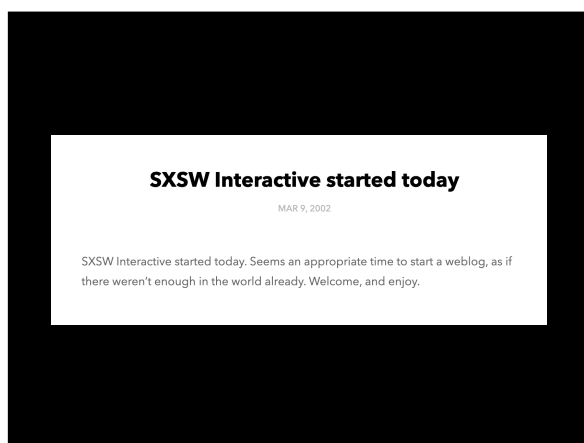 SXSW Interactive started today
MAR 9, 2002
SXSW Interactive started today. Seems an appropriate time to start a weblog, as if
there weren’t enough in the world already. Welcome, and enjoy.